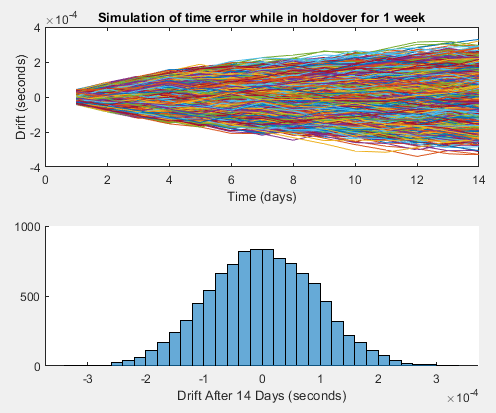 Simulation of time error while in holdover for 1 week
×10⁻⁴
4
2
0
-2
-4
Drift (seconds)
0 2 4 6 8 10 12 14
Time (days)
1000
500
0
-3 -2 -1 0 1 2 3
Drift After 14 Days (seconds)
×10⁻⁴